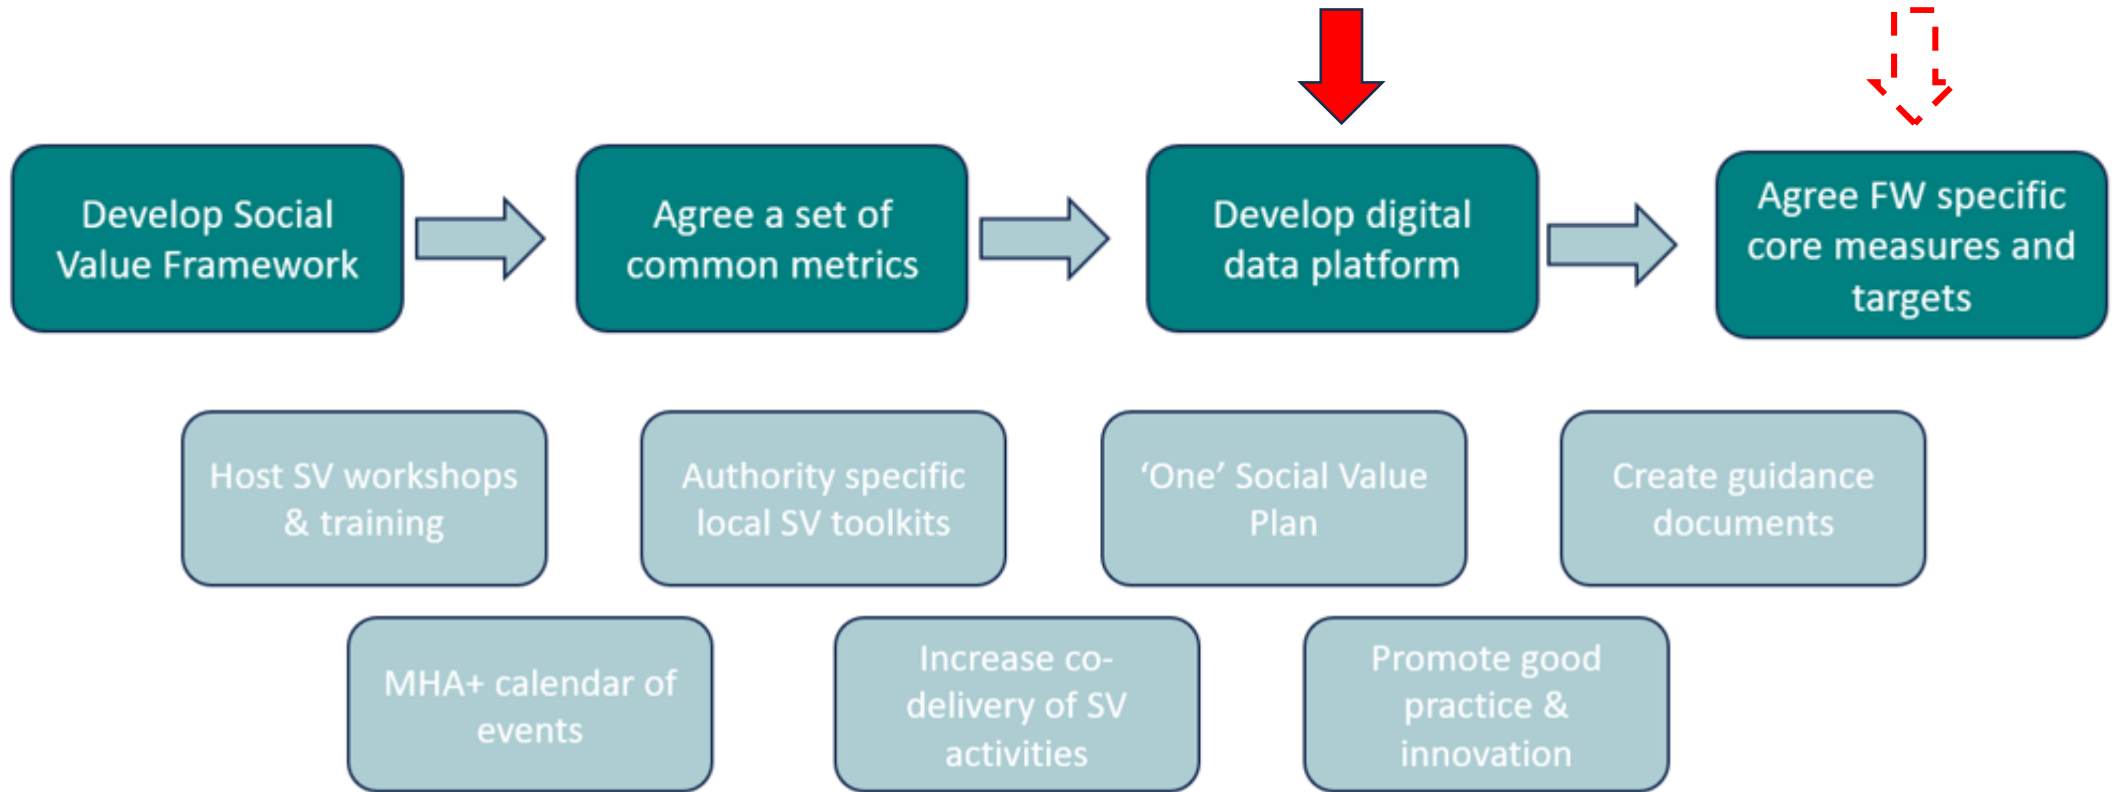 Develop Social
Value Framework
Agree a set of
common metrics
Develop digital
data platform
Agree FW specific
core measures and
targets
Host SV workshops
& training
Authority specific
local SV toolkits
‘One’ Social Value
Plan
Create guidance
documents
MHA+ calendar of
events
Increase co-
delivery of SV
activities
Promote good
practice &
innovation